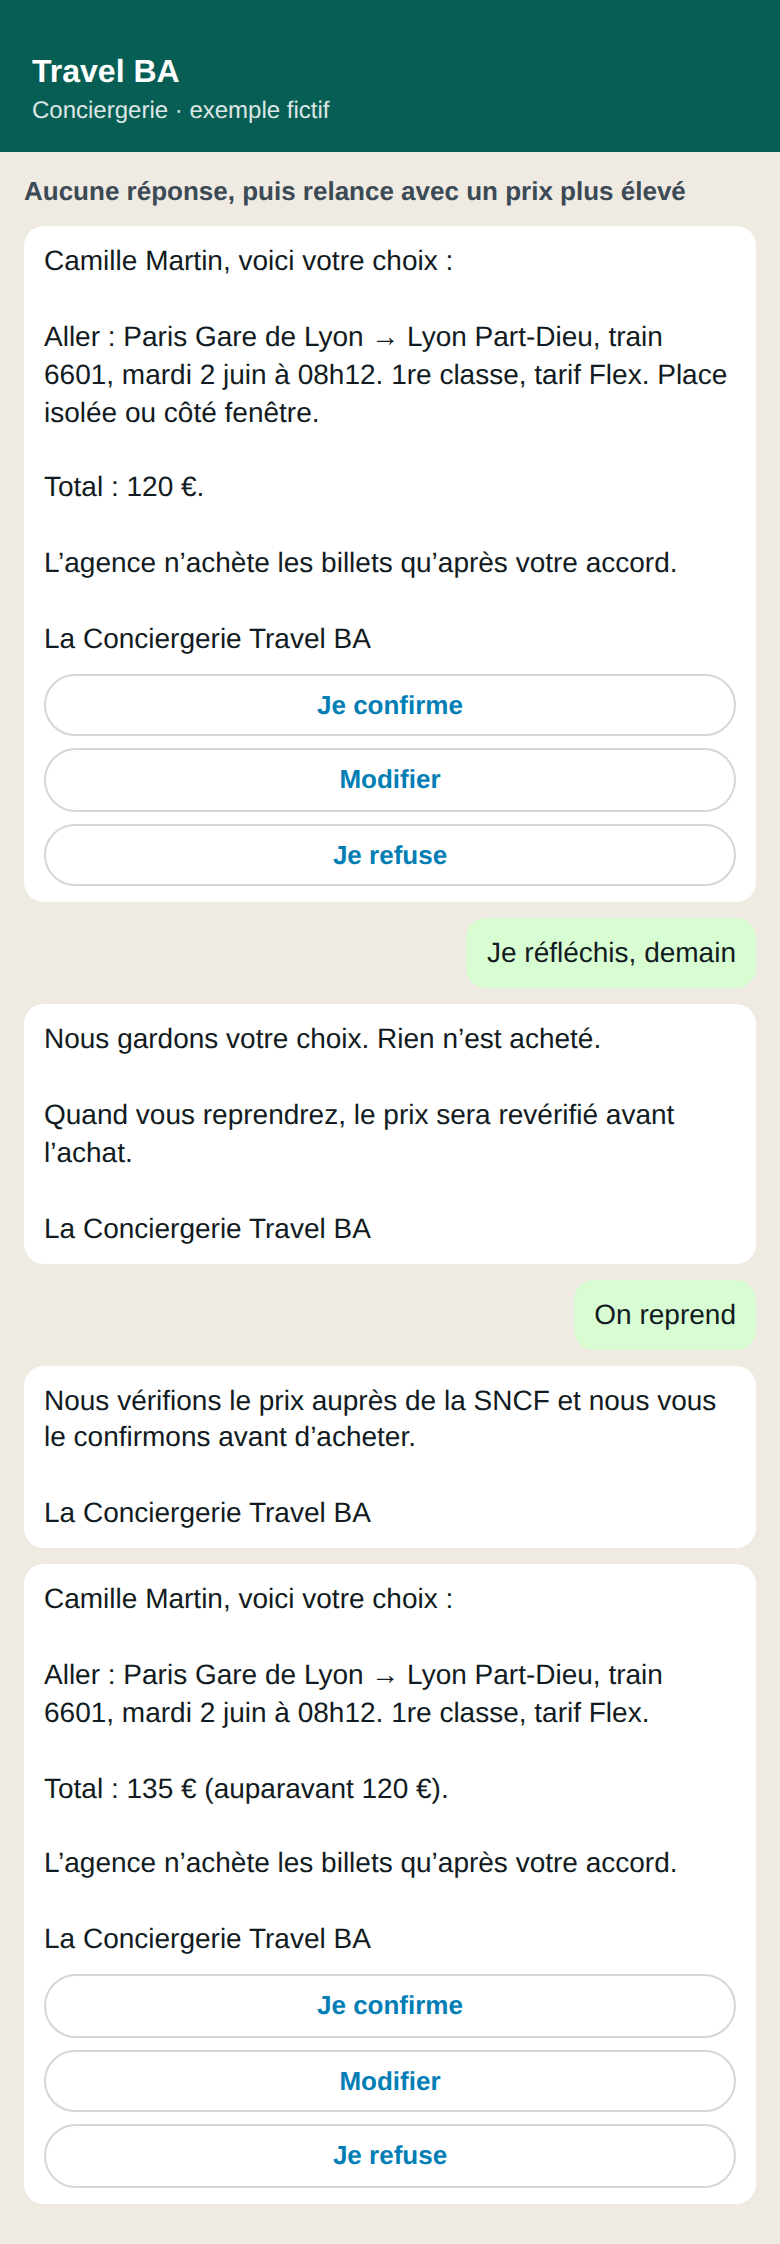 Travel BA
Conciergerie · exemple fictif
Aucune réponse, puis relance avec un prix plus élevé
Camille Martin, voici votre choix :
Aller : Paris Gare de Lyon → Lyon Part-Dieu, train
6601, mardi 2 juin à 08h12. 1re classe, tarif Flex. Place
isolée ou côté fenêtre.
Total : 120 €.
L’agence n’achète les billets qu’après votre accord.
La Conciergerie Travel BA
Je confirme
Modifier
Je refuse
Je réfléchis, demain
Nous gardons votre choix. Rien n’est acheté.
Quand vous reprendrez, le prix sera revérifié avant
l’achat.
La Conciergerie Travel BA
On reprend
Nous vérifions le prix auprès de la SNCF et nous vous
le confirmons avant d’acheter.
La Conciergerie Travel BA
Camille Martin, voici votre choix :
Aller : Paris Gare de Lyon → Lyon Part-Dieu, train
6601, mardi 2 juin à 08h12. 1re classe, tarif Flex.
Total : 135 € (auparavant 120 €).
L’agence n’achète les billets qu’après votre accord.
La Conciergerie Travel BA
Je confirme
Modifier
Je refuse